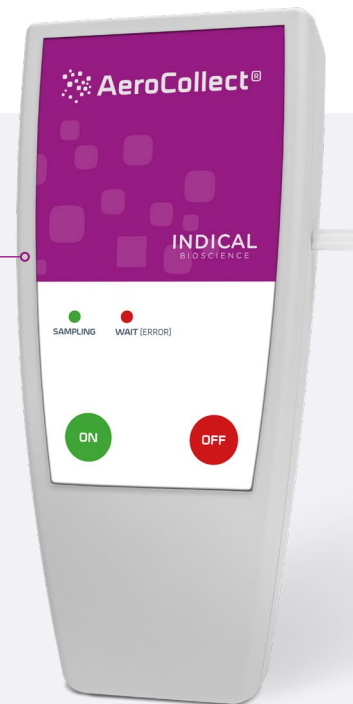 AeroCollect®
INDICAL
BIOSCIENCE
SAMPLING WAIT (ERROR)
ON OFF